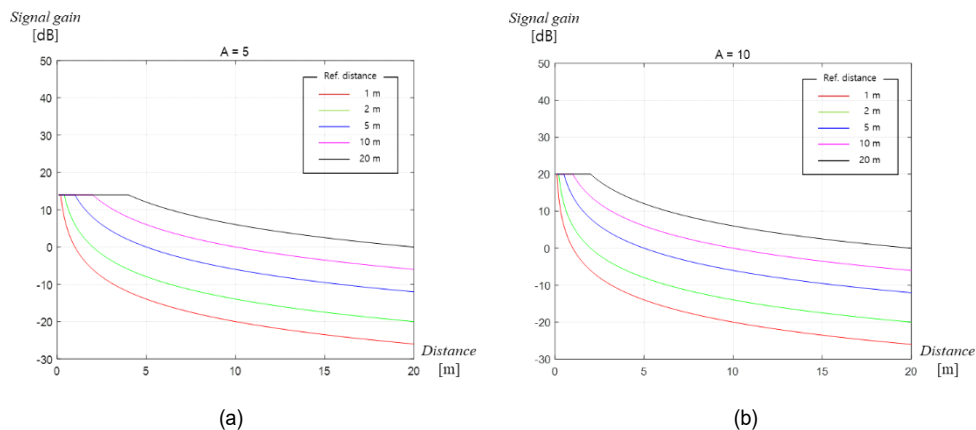 Signal gain
[dB]
A = 5
50
40
30
20
10
0
-10
-20
-30
0
5
10
15
20
Ref. distance
1 m
2 m
5 m
10 m
20 m
Distance
[m]
(a)
Signal gain
[dB]
A = 10
50
40
30
20
10
0
-10
-20
-30
0
5
10
15
20
Ref. distance
1 m
2 m
5 m
10 m
20 m
Distance
[m]
(b)